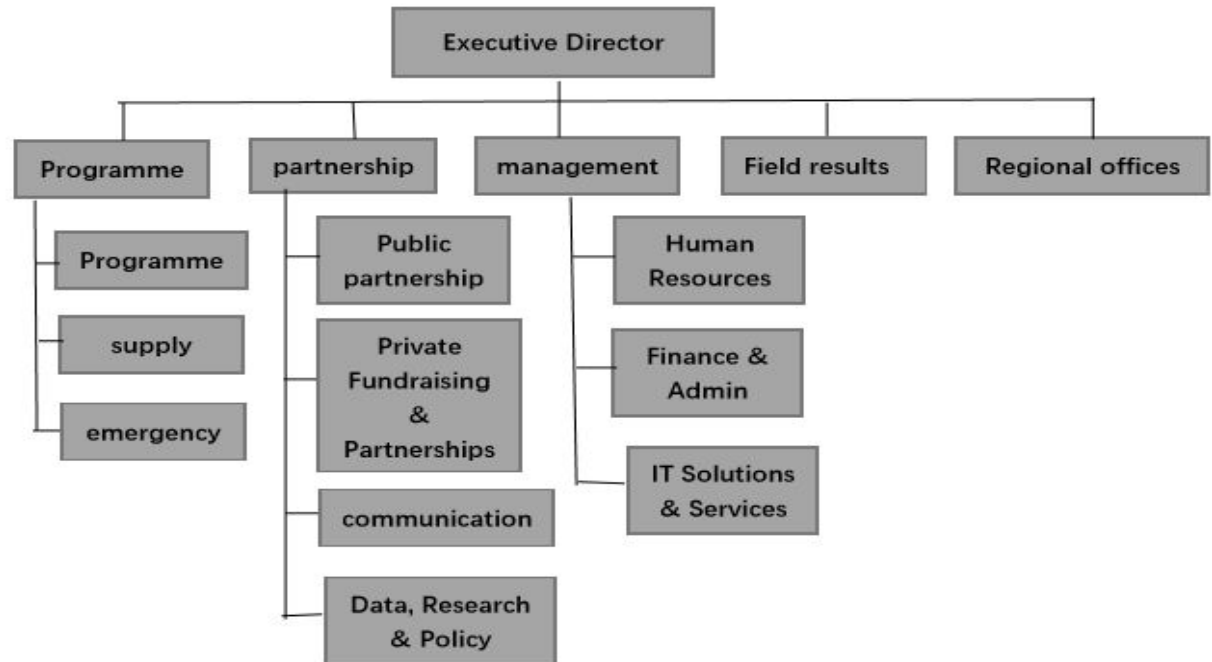 Executive Director
Programme
partnership
management
Field results
Regional offices
Programme
supply
emergency
Public
partnership
Private
Fundraising
&
Partnerships
communication
Data, Research
& Policy
Human
Resources
Finance &
Admin
IT Solutions
& Services